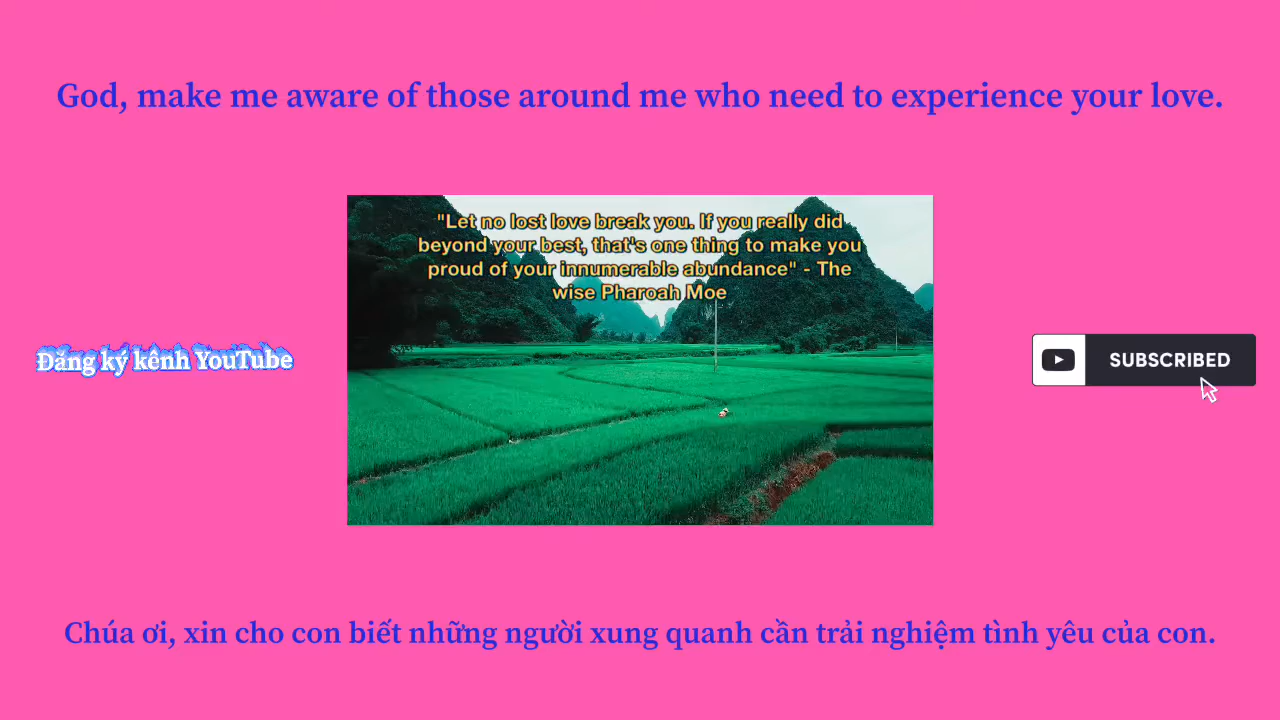 God, make me aware of those around me who need to experience your love.
"Let no lost love break you. If you really did
beyond your best, that's one thing to make you
proud of your innumerable abundance" - The
wise Pharoah Moe
Đăng ký kênh YouTube
SUBSCRIBED
Chúa ơi, xin cho con biết những người xung quanh cần trải nghiệm tình yêu của con.